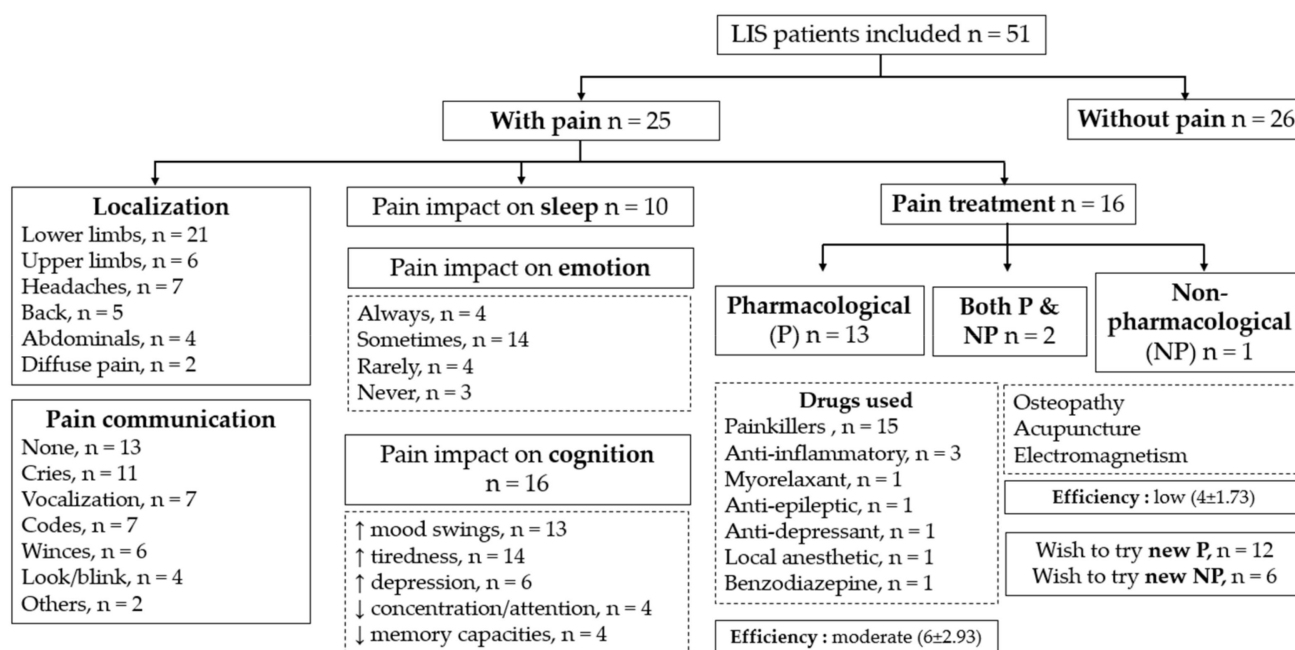 LIS patients included n = 51
With pain n = 25
Without pain n = 26
Localization
Lower limbs, n = 21
Upper limbs, n = 6
Headaches, n = 7
Back, n = 5
Abdominals, n = 4
Diffuse pain, n = 2
Pain communication
None, n = 13
Cries, n = 11
Vocalization, n = 7
Codes, n = 7
Winces, n = 6
Look/blink, n = 4
Others, n = 2
Pain impact on sleep n = 10
Pain impact on emotion
Always, n = 4
Sometimes, n = 14
Rarely, n = 4
Never, n = 3
Pain impact on cognition
n = 16
↑ mood swings, n = 13
↑ tiredness, n = 14
↑ depression, n = 6
↓ concentration/attention, n = 4
↓ memory capacities, n = 4
Pain treatment n = 16
Pharmacological
(P) n = 13
Both P &
NP n = 2
Non-
pharmacological
(NP) n = 1
Drugs used
Painkillers , n = 15
Anti-inflammatory, n = 3
Myorelaxant, n = 1
Anti-epileptic, n = 1
Anti-depressant, n = 1
Local anesthetic, n = 1
Benzodiazepine, n = 1
Efficiency : moderate (6±2.93)
Osteopathy
Acupuncture
Electromagnetism
Efficiency : low (4±1.73)
Wish to try new P, n = 12
Wish to try new NP, n = 6